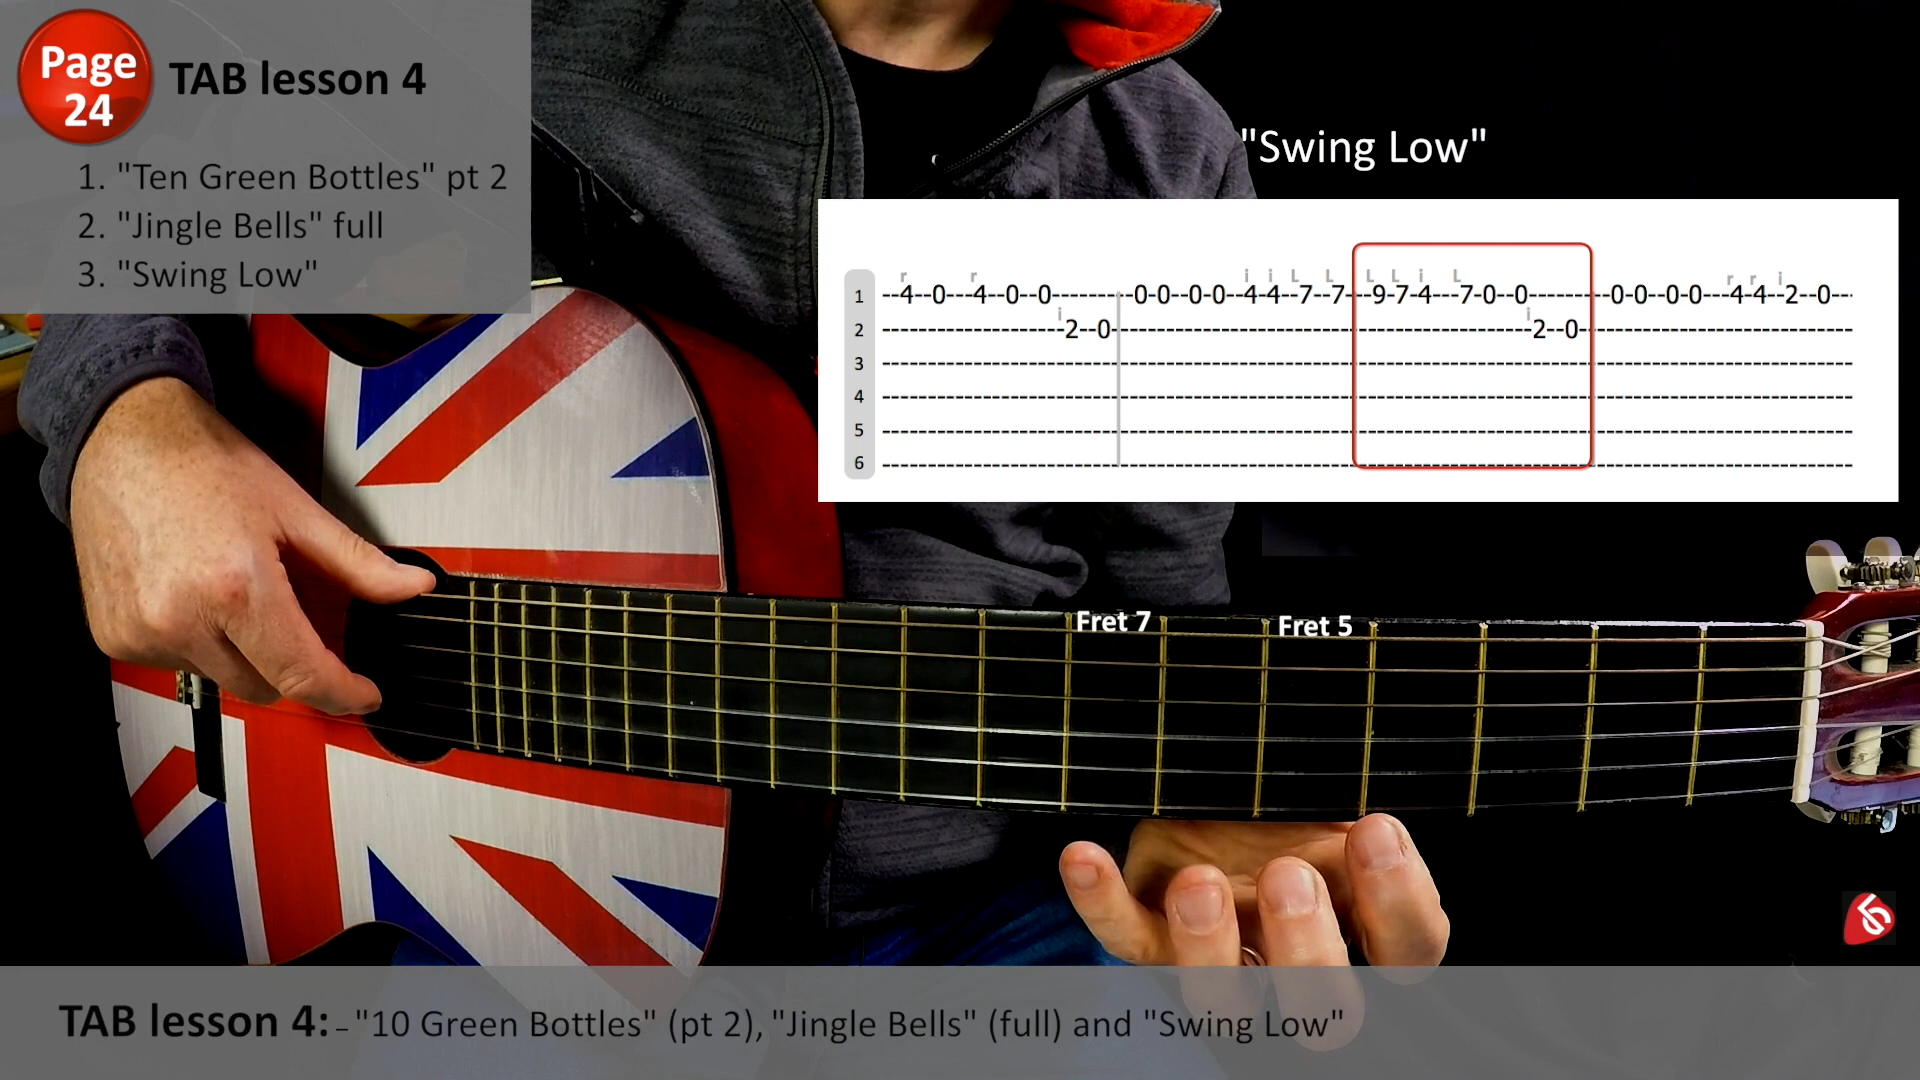 Page
24
TAB lesson 4
1. "Ten Green Bottles" pt 2
2. "Jingle Bells" full
3. "Swing Low"
"Swing Low"
r r i i L L L L i L r r i
1 --4--0---4--0--0----------0-0--0-0--4-4--7--7---9-7-4---7-0--0----------0-0--0-0---4-4--2--0---
i i
2 ---2--0---2--0---
3 ---
4 ---
5 ---
6 ---
Fret 7 Fret 5
TAB lesson 4: – "10 Green Bottles" (pt 2), "Jingle Bells" (full) and "Swing Low"